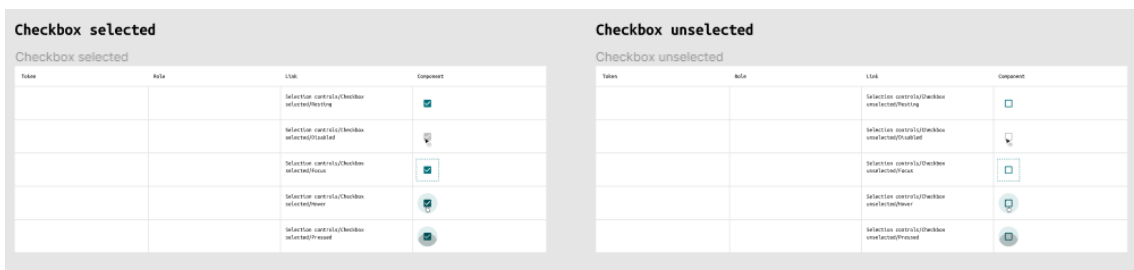 Checkbox selected
Checkbox selected
Token Role Link Component
Selection controls/Checkbox
selected/Resting
Selection controls/Checkbox
selected/Disabled
Selection controls/Checkbox
selected/Focus
Selection controls/Checkbox
selected/Hover
Selection controls/Checkbox
selected/Pressed
Checkbox unselected
Checkbox unselected
Token Role Link Component
Selection controls/Checkbox
unselected/Resting
Selection controls/Checkbox
unselected/Disabled
Selection controls/Checkbox
unselected/Focus
Selection controls/Checkbox
unselected/Hover
Selection controls/Checkbox
unselected/Pressed